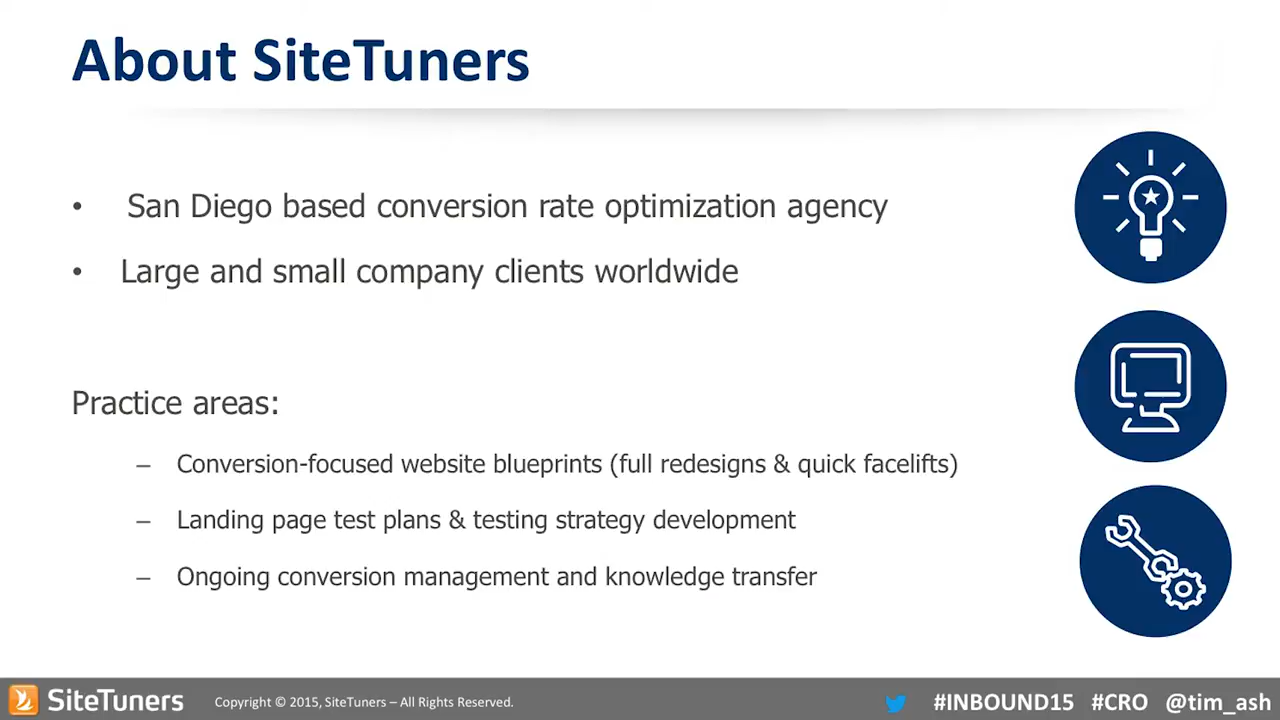 About SiteTuners
• San Diego based conversion rate optimization agency
• Large and small company clients worldwide
Practice areas:
– Conversion-focused website blueprints (full redesigns & quick facelifts)
– Landing page test plans & testing strategy development
– Ongoing conversion management and knowledge transfer
SiteTuners Copyright © 2015, SiteTuners – All Rights Reserved. #INBOUND15 #CRO @tim_ash